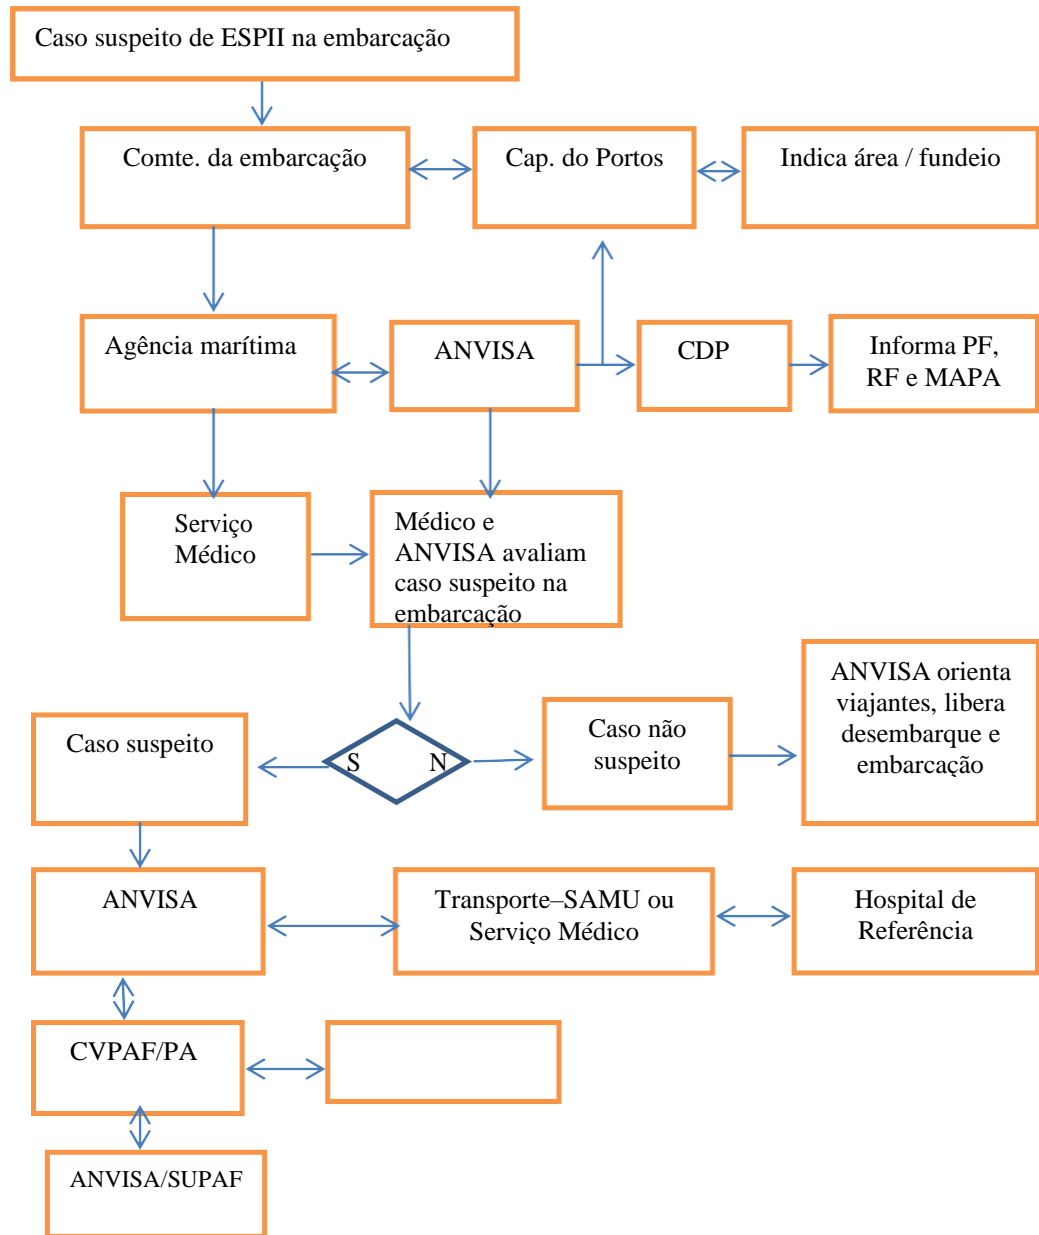 Caso suspeito de ESPII na embarcação
Comte. da embarcação
Cap. do Portos
Indica área / fundeio
Agência marítima
ANVISA
CDP
Informa PF,
RF e MAPA
Serviço
Médico
Médico e
ANVISA avaliam
caso suspeito na
embarcação
ANVISA orienta
viajantes, libera
desembarque e
embarcação
Caso suspeito
S
N
Caso não
suspeito
ANVISA
Transporte–SAMU ou
Serviço Médico
Hospital de
Referência
CVPAF/PA
ANVISA/SUPAF